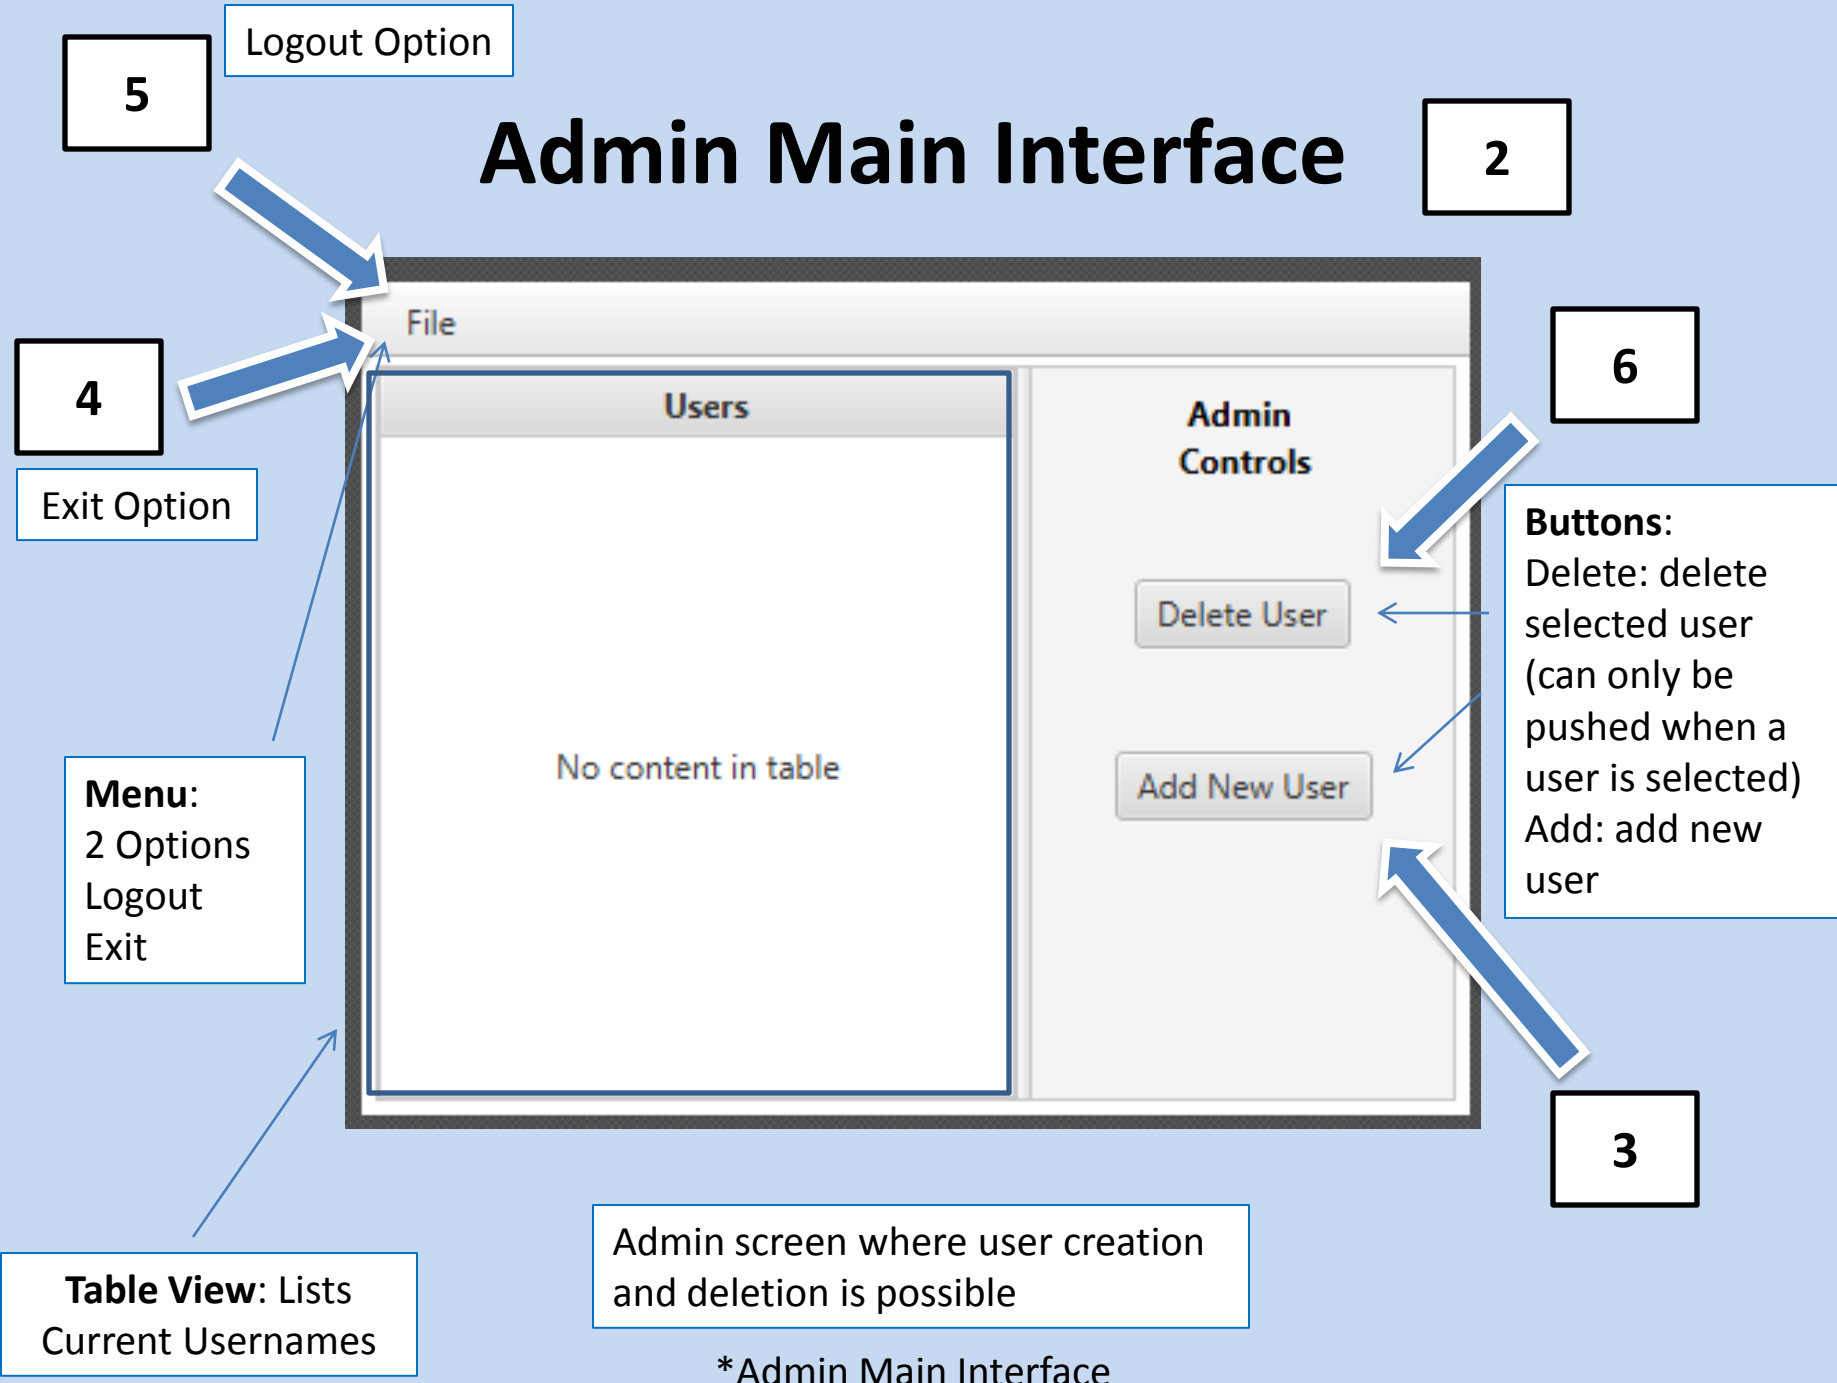 Logout Option
5
Admin Main Interface
2
File
4
Exit Option
Users
No content in table
Admin
Controls
Delete User
Add New User
6
Buttons:
Delete: delete
selected user
(can only be
pushed when a
user is selected)
Add: add new
user
Menu:
2 Options
Logout
Exit
3
Table View: Lists
Current Usernames
Admin screen where user creation
and deletion is possible
*Admin Main Interface